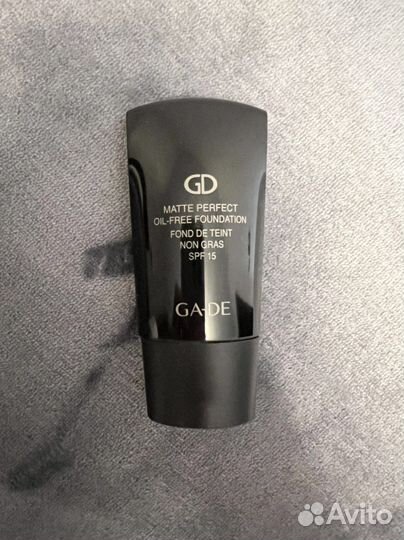 GD
MATTE PERFECT
OIL-FREE FOUNDATION
FOND DE TEINT
NON GRAS
SPF 15
GA-DE
Avito